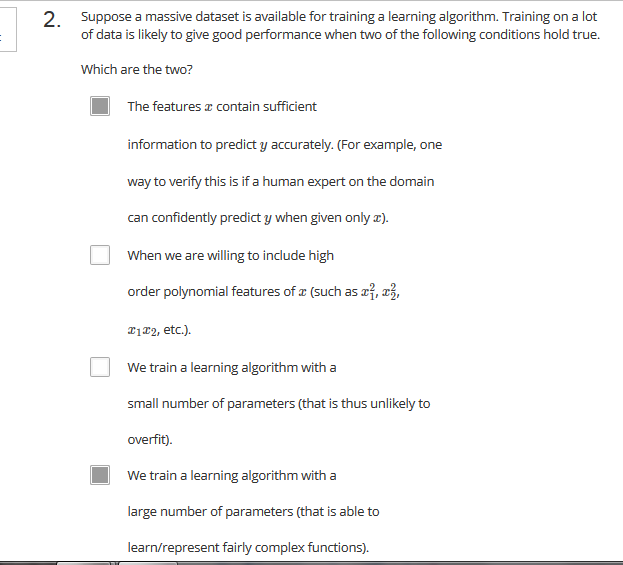 2. Suppose a massive dataset is available for training a learning algorithm. Training on a lot
of data is likely to give good performance when two of the following conditions hold true.
Which are the two?
The features x contain sufficient
information to predict y accurately. (For example, one
way to verify this is if a human expert on the domain
can confidently predict y when given only x).
When we are willing to include high
order polynomial features of x (such as x₁², x₂²,
x₁x₂, etc.).
We train a learning algorithm with a
small number of parameters (that is thus unlikely to
overfit).
We train a learning algorithm with a
large number of parameters (that is able to
learn/represent fairly complex functions).